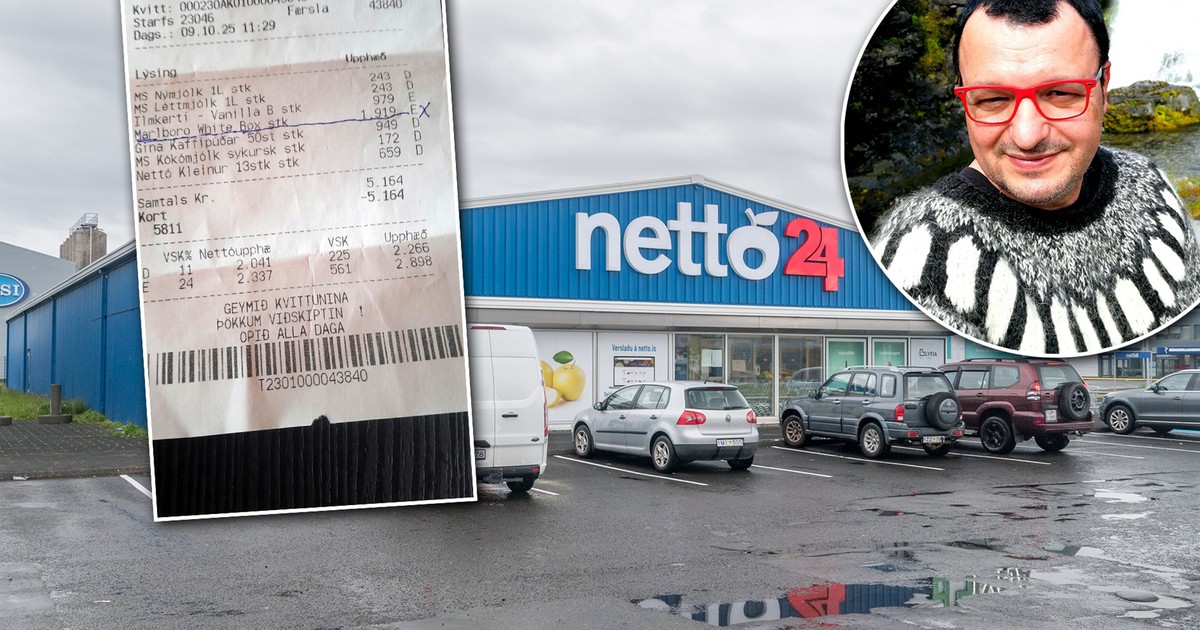 Kvitt:
Starfs 23046 Færsla 43840
Dags.: 09.10.25 11:29
Lýsing Upphæð
MS Nýmjólk 1L stk 243 D
MS Léttmjólk 1L stk 243 D
Ilmkerti - Vanilla B stk 979 E
Marlboro White Box stk 1.919 E X
Gina Kaffipúðar 50st stk 949 D
MS Kókómjólk sykursk stk 172 D
Nettó Kleinur 13stk stk 659 D
Samtals Kr. 5.164
Kort -5.164
5811
VSK% Nettóupphæ VSK Upphæð
D 11 2.041 225 2.266
E 24 2.337 561 2.898
GEYMIÐ KVITTUNINA
ÞÖKKUM VIÐSKIPTIN !
OPIÐ ALLA DAGA
T2301000043840
SI
nettó 24
Verslaðu á netto.is
LYFJA